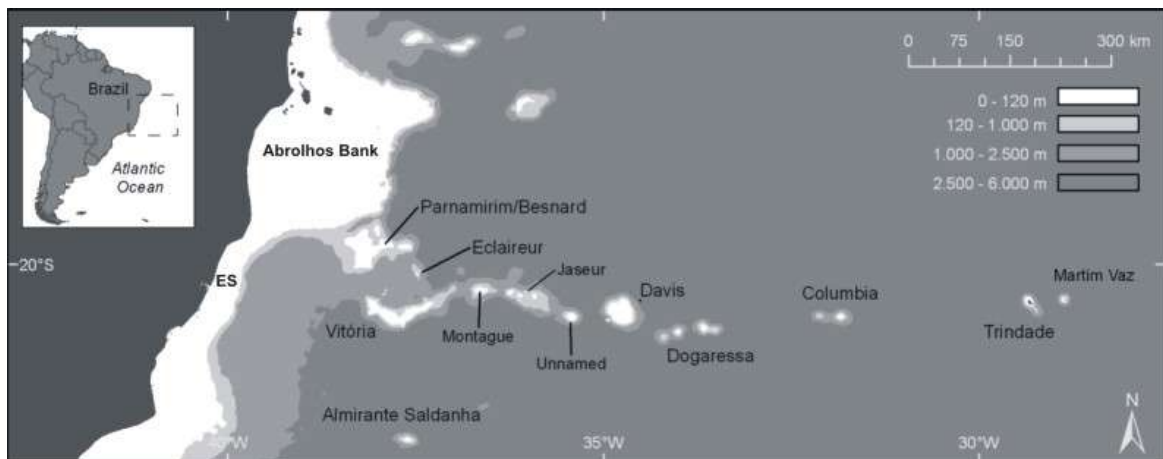 Brazil
Atlantic
Ocean
0 75 150 300 km
0 - 120 m
120 - 1.000 m
1.000 - 2.500 m
2.500 - 6.000 m
Abrolhos Bank
Parnamirim/Besnard
Eclaireur
20°S
ES
Jaseur
Martim Vaz
Davis
Columbia
Vitória
Montague
Trindade
Unnamed
Dogaressa
Almirante Saldanha
N
35°W
30°W